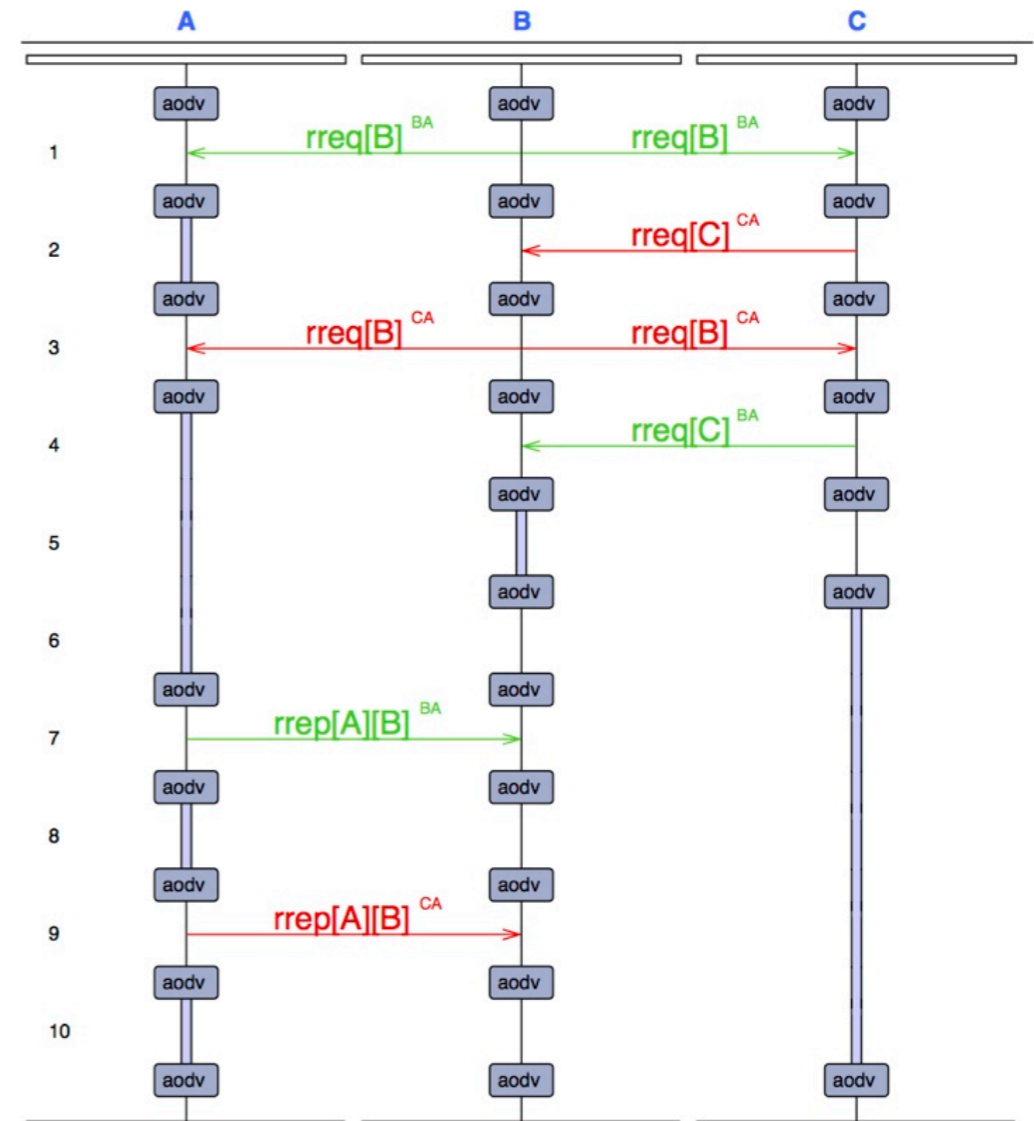 A B C
aodv aodv aodv
1 rreq[B] BA rreq[B] BA
aodv aodv aodv
2 rreq[C] CA
aodv aodv aodv
3 rreq[B] CA rreq[B] CA
aodv aodv aodv
4 rreq[C] BA
aodv aodv
5
aodv aodv
6
aodv aodv
7 rrep[A][B] BA
aodv aodv
8
aodv aodv
9 rrep[A][B] CA
aodv aodv
10
aodv aodv aodv